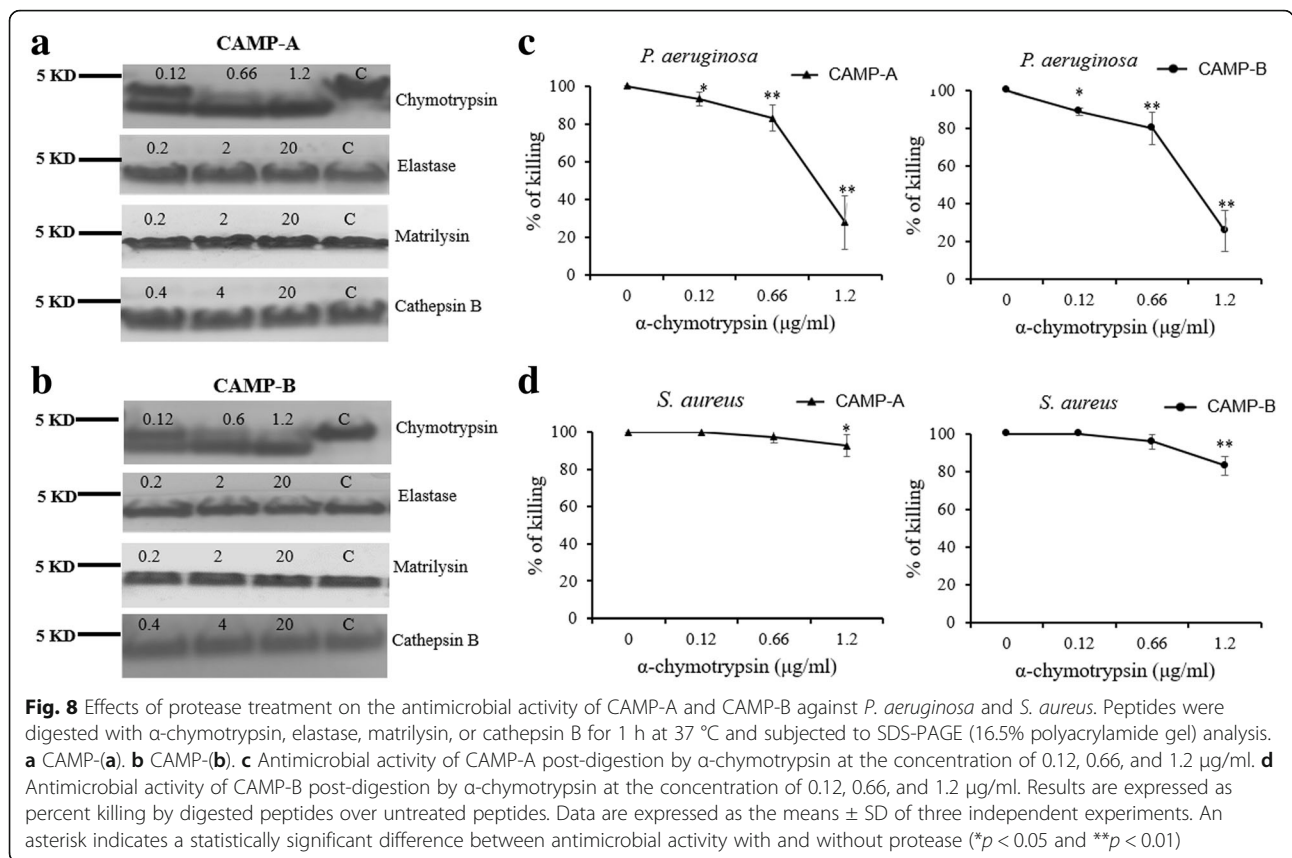 a
CAMP-A
5 KD
0.12 0.66 1.2 C
Chymotrypsin
5 KD
0.2 2 20 C
Elastase
5 KD
0.2 2 20 C
Matrilysin
5 KD
0.4 4 20 C
Cathepsin B
b
CAMP-B
5 KD
0.12 0.6 1.2 C
Chymotrypsin
5 KD
0.2 2 20 C
Elastase
5 KD
0.2 2 20 C
Matrilysin
5 KD
0.4 4 20 C
Cathepsin B
c
P. aeruginosa
CAMP-A
% of killing
100
80
60
40
20
0
* ** **
0 0.12 0.66 1.2
α-chymotrypsin (μg/ml)
P. aeruginosa
CAMP-B
% of killing
100
80
60
40
20
0
* ** **
0 0.12 0.66 1.2
α-chymotrypsin (μg/ml)
d
S. aureus
CAMP-A
% of killing
100
80
60
40
20
0
*
0 0.12 0.66 1.2
α-chymotrypsin (μg/ml)
S. aureus
CAMP-B
% of killing
100
80
60
40
20
0
**
0 0.12 0.66 1.2
α-chymotrypsin (μg/ml)
Fig. 8 Effects of protease treatment on the antimicrobial activity of CAMP-A and CAMP-B against P. aeruginosa and S. aureus. Peptides were
digested with α-chymotrypsin, elastase, matrilysin, or cathepsin B for 1 h at 37 °C and subjected to SDS-PAGE (16.5% polyacrylamide gel) analysis.
a CAMP-(a). b CAMP-(b). c Antimicrobial activity of CAMP-A post-digestion by α-chymotrypsin at the concentration of 0.12, 0.66, and 1.2 μg/ml. d
Antimicrobial activity of CAMP-B post-digestion by α-chymotrypsin at the concentration of 0.12, 0.66, and 1.2 μg/ml. Results are expressed as
percent killing by digested peptides over untreated peptides. Data are expressed as the means ± SD of three independent experiments. An
asterisk indicates a statistically significant difference between antimicrobial activity with and without protease (*p < 0.05 and **p < 0.01)